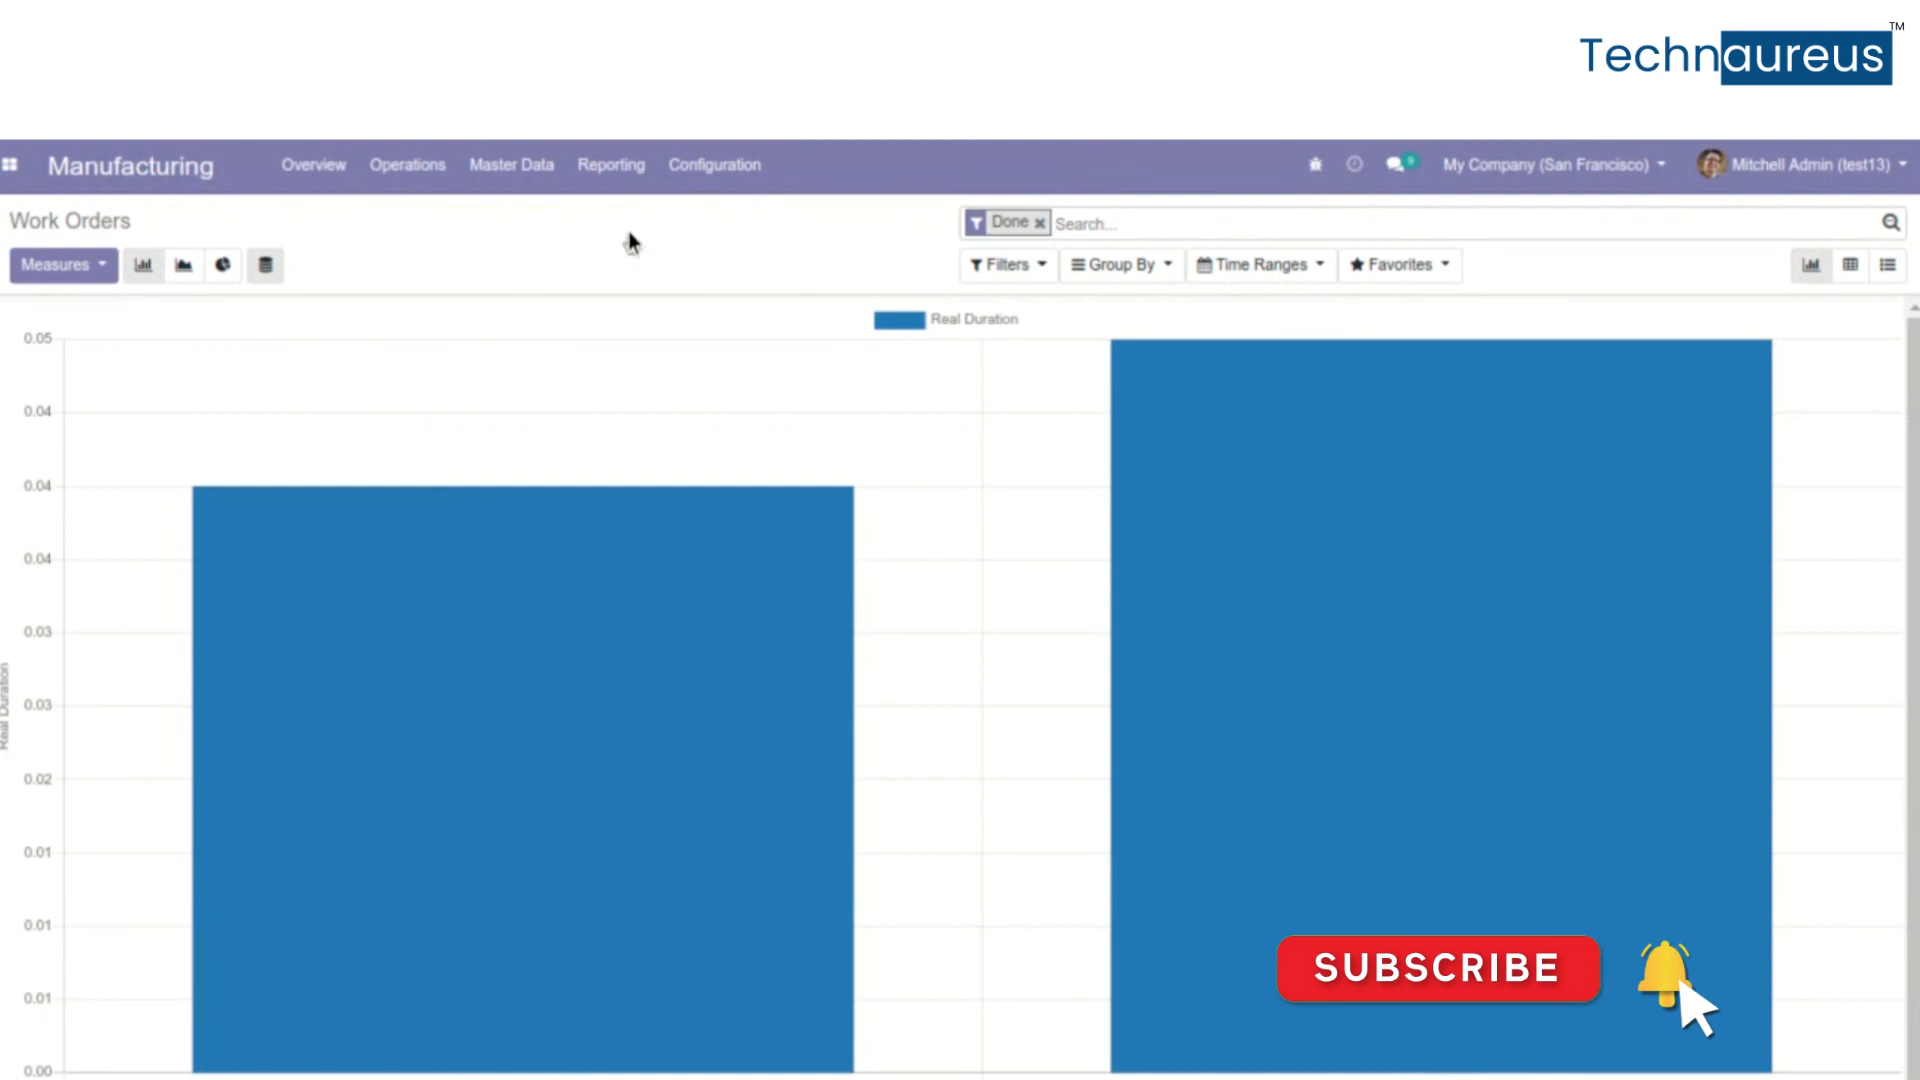 Technaureus™
Manufacturing Overview Operations Master Data Reporting Configuration 9 My Company (San Francisco) Mitchell Admin (test13)
Work Orders Done Search...
Measures Filters Group By Time Ranges Favorites
Real Duration
0.05
0.04
0.04
0.04
0.03
0.03
0.02
0.01
0.01
0.01
0.00
Real Duration
SUBSCRIBE